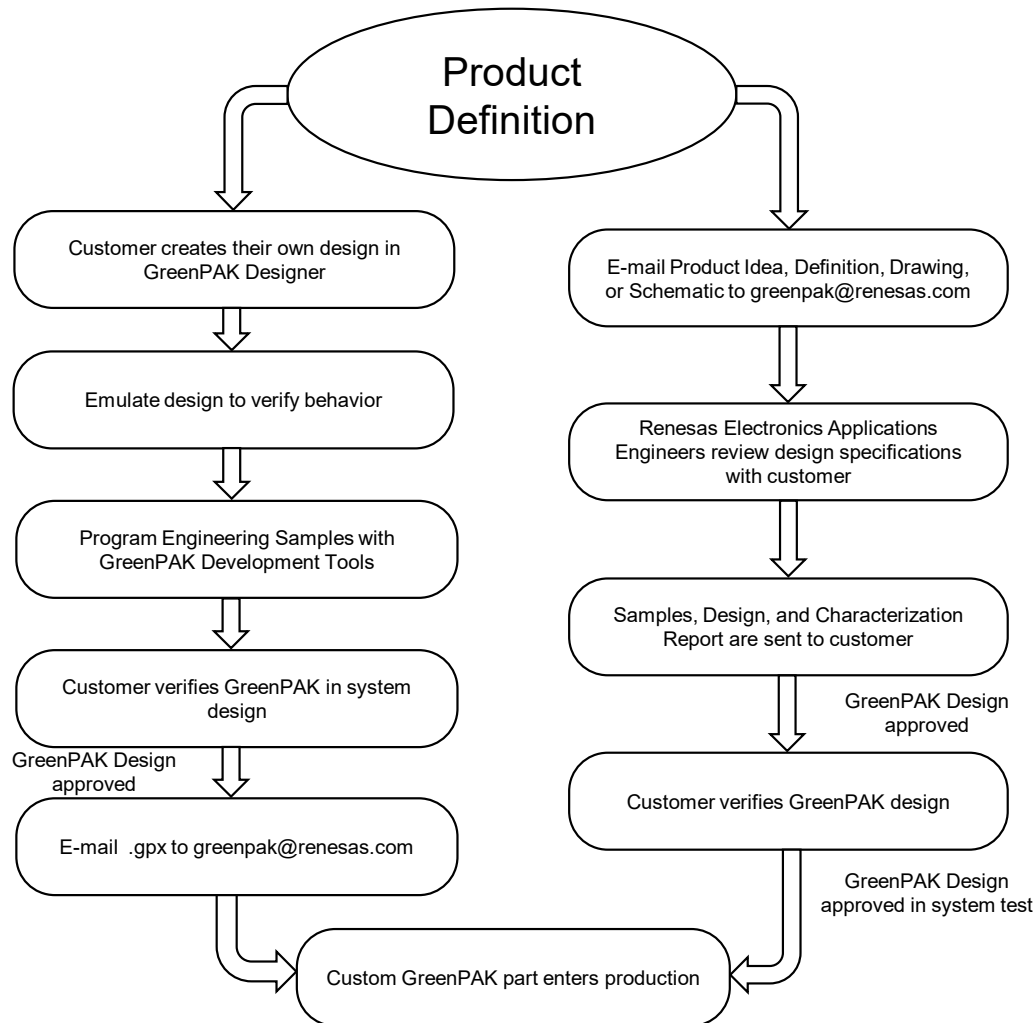 Product
Definition
Customer creates their own design in
GreenPAK Designer
Emulate design to verify behavior
Program Engineering Samples with
GreenPAK Development Tools
Customer verifies GreenPAK in system
design
GreenPAK Design
approved
E-mail .gpx to greenpak@renesas.com
E-mail Product Idea, Definition, Drawing,
or Schematic to greenpak@renesas.com
Renesas Electronics Applications
Engineers review design specifications
with customer
Samples, Design, and Characterization
Report are sent to customer
GreenPAK Design
approved
Customer verifies GreenPAK design
GreenPAK Design
approved in system test
Custom GreenPAK part enters production